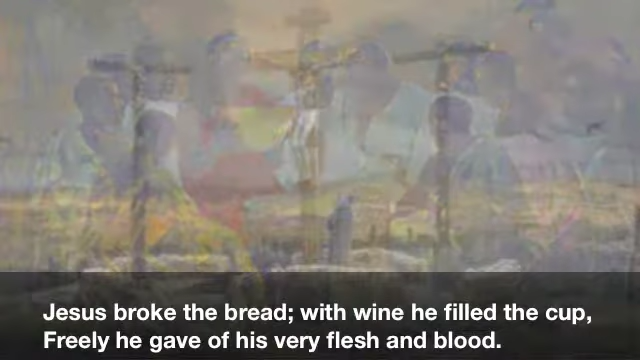 Jesus broke the bread; with wine he filled the cup,
Freely he gave of his very flesh and blood.